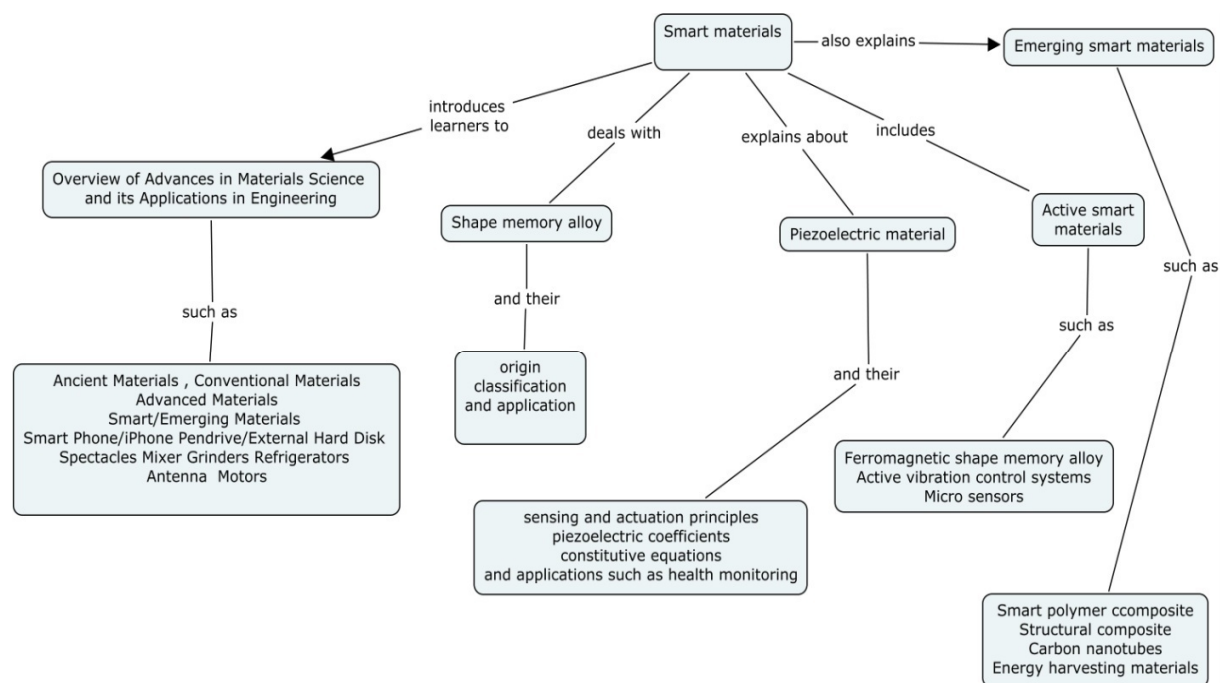 Smart materials
also explains
Emerging smart materials
introduces
learners to
deals with
explains about
includes
Overview of Advances in Materials Science
and its Applications in Engineering
Shape memory alloy
Piezoelectric material
Active smart
materials
such as
and their
such as
such as
origin
classification
and application
and their
Ancient Materials , Conventional Materials
Advanced Materials
Smart/Emerging Materials
Smart Phone/iPhone Pendrive/External Hard Disk
Spectacles Mixer Grinders Refrigerators
Antenna Motors
Ferromagnetic shape memory alloy
Active vibration control systems
Micro sensors
sensing and actuation principles
piezoelectric coefficients
constitutive equations
and applications such as health monitoring
Smart polymer ccomposite
Structural composite
Carbon nanotubes
Energy harvesting materials